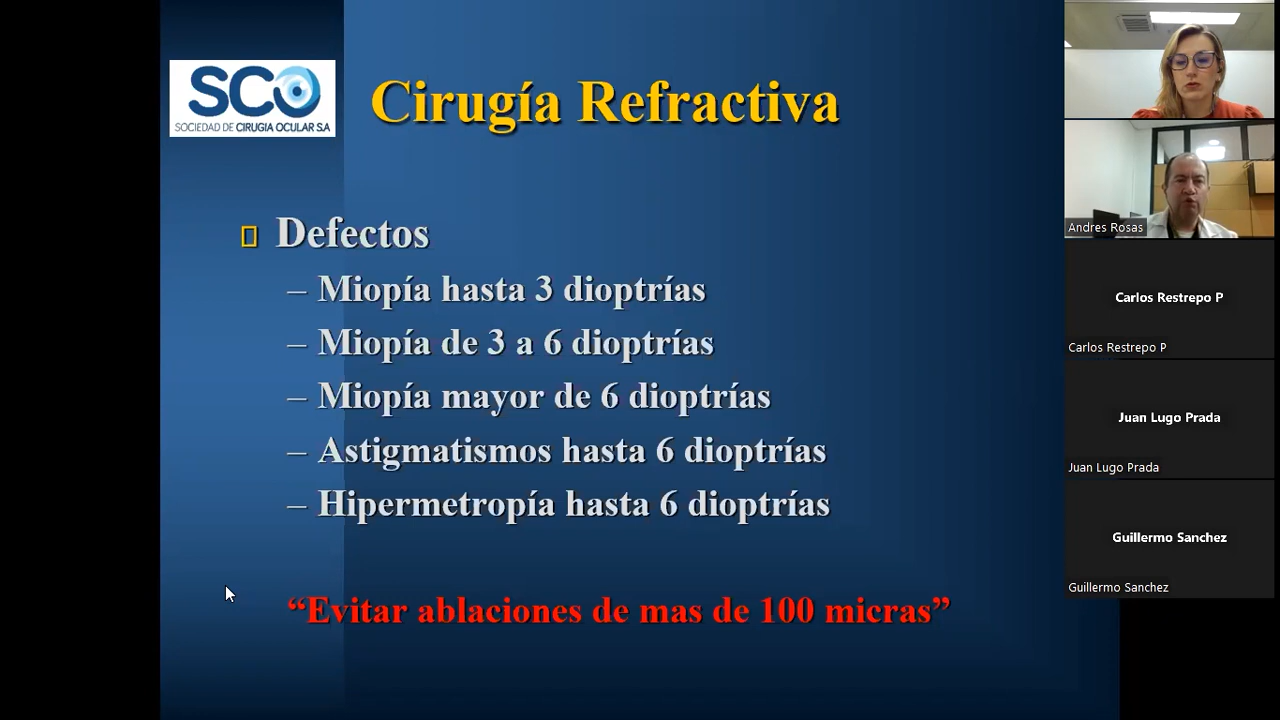 SCO
SOCIEDAD DE CIRUGIA OCULAR S.A
Cirugía Refractiva
Defectos
– Miopía hasta 3 dioptrías
– Miopía de 3 a 6 dioptrías
– Miopía mayor de 6 dioptrías
– Astigmatismos hasta 6 dioptrías
– Hipermetropía hasta 6 dioptrías
“Evitar ablaciones de mas de 100 micras”
Andres Rosas
Carlos Restrepo P
Carlos Restrepo P
Juan Lugo Prada
Juan Lugo Prada
Guillermo Sanchez
Guillermo Sanchez